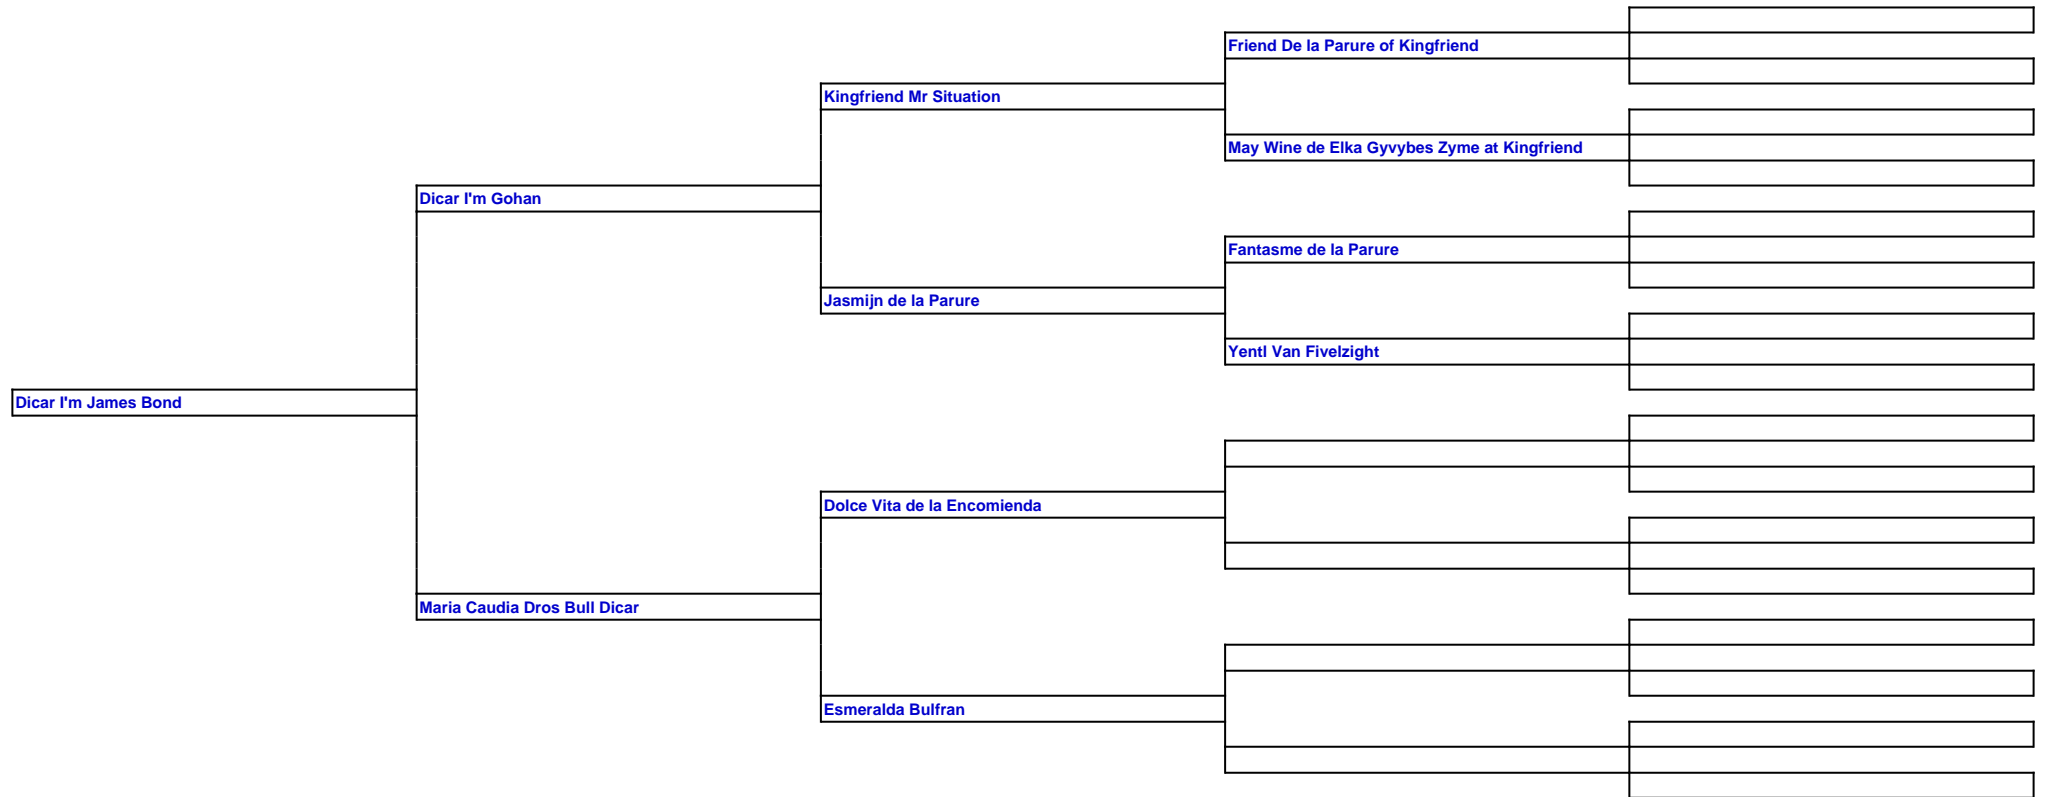 Friend De la Parure of Kingfriend
Kingfriend Mr Situation
May Wine de Elka Gyvybes Zyme at Kingfriend
Dicar I'm Gohan
Fantasme de la Parure
Jasmijn de la Parure
Yentl Van Fivelzight
Dicar I'm James Bond
Dolce Vita de la Encomienda
Maria Caudia Dros Bull Dicar
Esmeralda Bulfran